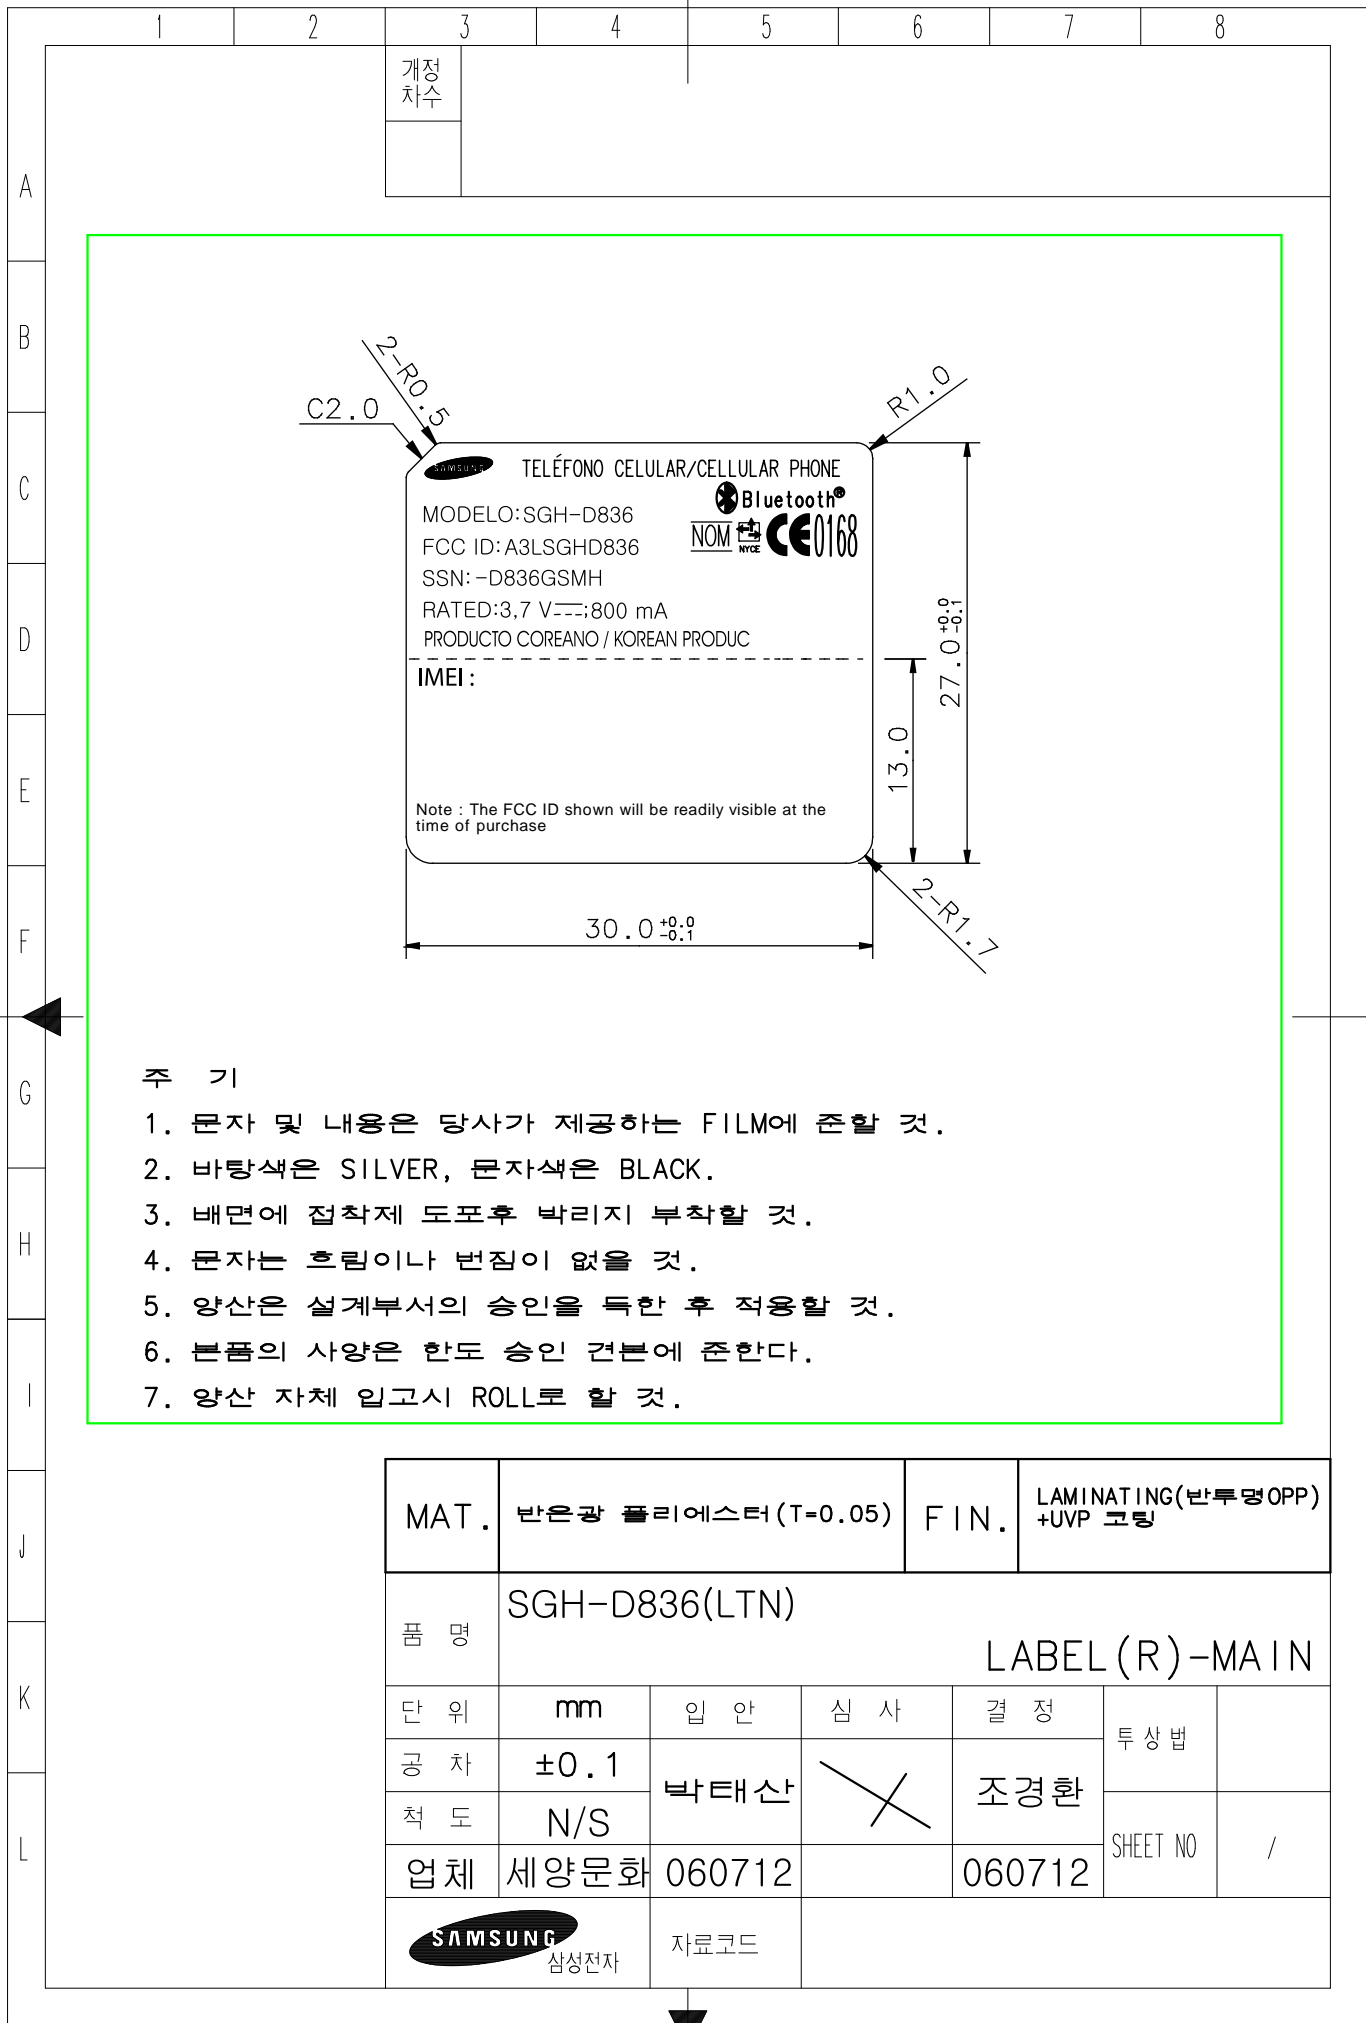 1 2 3 4 5 6 7 8
개정
차수
A
B
C
D
E
F
G
H
I
J
K
L
2-R0.5
C2.0
R1.0
SAMSUNG
TELÉFONO CELULAR/CELLULAR PHONE
Bluetooth®
MODELO:SGH-D836
NOM NYCE CE0168
FCC ID:A3LSGHD836
SSN:-D836GSMH
RATED:3,7 V⎓;800 mA
PRODUCTO COREANO / KOREAN PRODUC
IMEI :
Note : The FCC ID shown will be readily visible at the
time of purchase
27.0 +0.0 -0.1
13.0
30.0 +0.0 -0.1
2-R1.7
주 기
1. 문자 및 내용은 당사가 제공하는 FILM에 준할 것.
2. 바탕색은 SILVER, 문자색은 BLACK.
3. 배면에 접착제 도포후 박리지 부착할 것.
4. 문자는 흐림이나 번짐이 없을 것.
5. 양산은 설계부서의 승인을 득한 후 적용할 것.
6. 본품의 사양은 한도 승인 견본에 준한다.
7. 양산 자체 입고시 ROLL로 할 것.
MAT. 반은광 폴리에스터(T=0.05) FIN. LAMINATING(반투명OPP)
+UVP 코팅
품 명 SGH-D836(LTN)
LABEL(R)-MAIN
단 위 mm 입 안 심 사 결 정 투상법
공 차 ±0.1 박태산 조경환
척 도 N/S SHEET NO /
업체 세양문화 060712 060712
SAMSUNG 삼성전자 자료코드